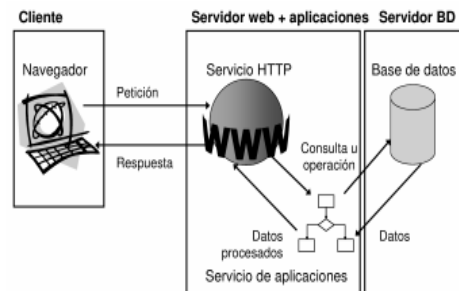 Cliente
Servidor web + aplicaciones
Servidor BD
Navegador
Servicio HTTP
Base de datos
Petición
WWW
Respuesta
Consulta u
operación
Datos
procesados
Datos
Servicio de aplicaciones